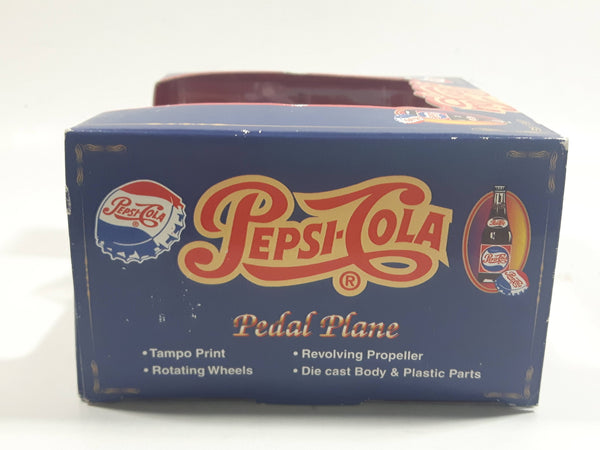 PEPSI-COLA
®
PEPSI-COLA
®
Pedal Plane
• Tampo Print
• Rotating Wheels
• Revolving Propeller
• Die cast Body & Plastic Parts